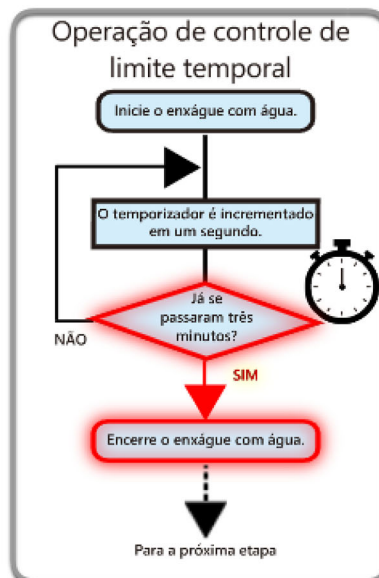 Operação de controle de
limite temporal
Inicie o enxágue com água.
O temporizador é incrementado
em um segundo.
Já se
passaram três
minutos?
NÃO
SIM
Encerre o enxágue com água.
Para a próxima etapa